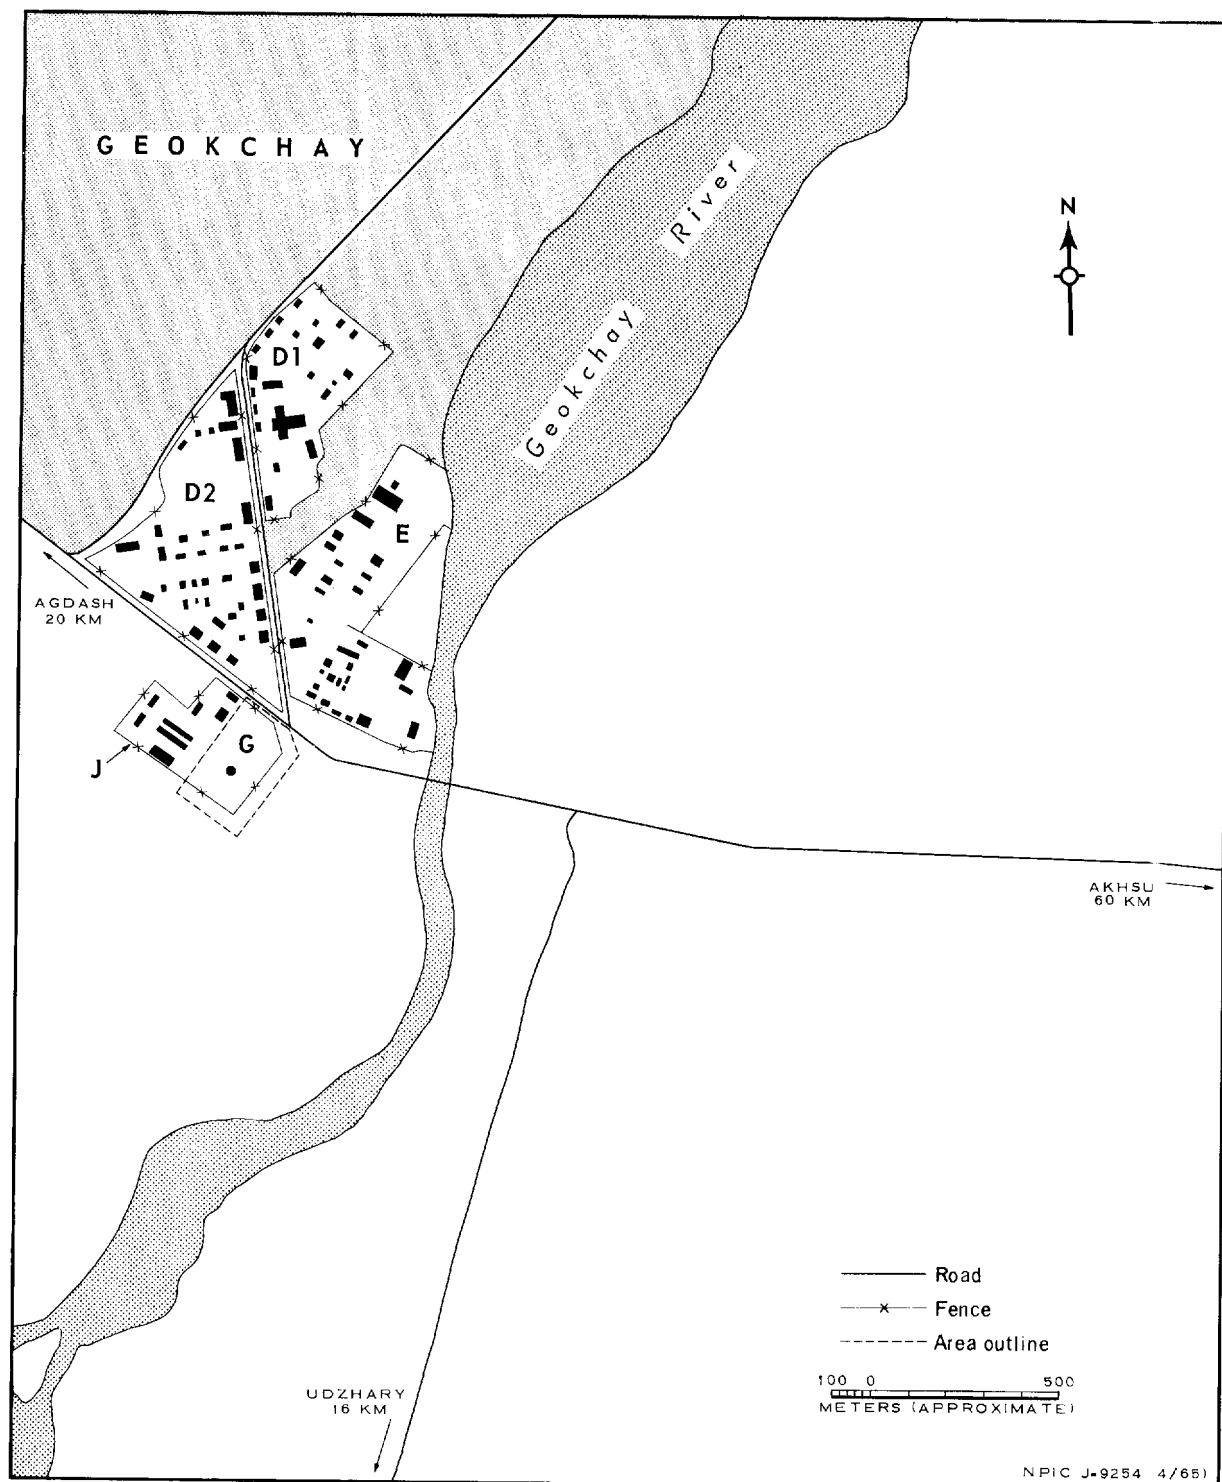 GEOKCHAY
N
River
Geokchay
D1
D2
E
AGDASH
20 KM
G
J
AKHSU
60 KM
Road
Fence
Area outline
100 0 500
METERS (APPROXIMATE)
UDZHARY
16 KM
NPIC J-9254 4/65)